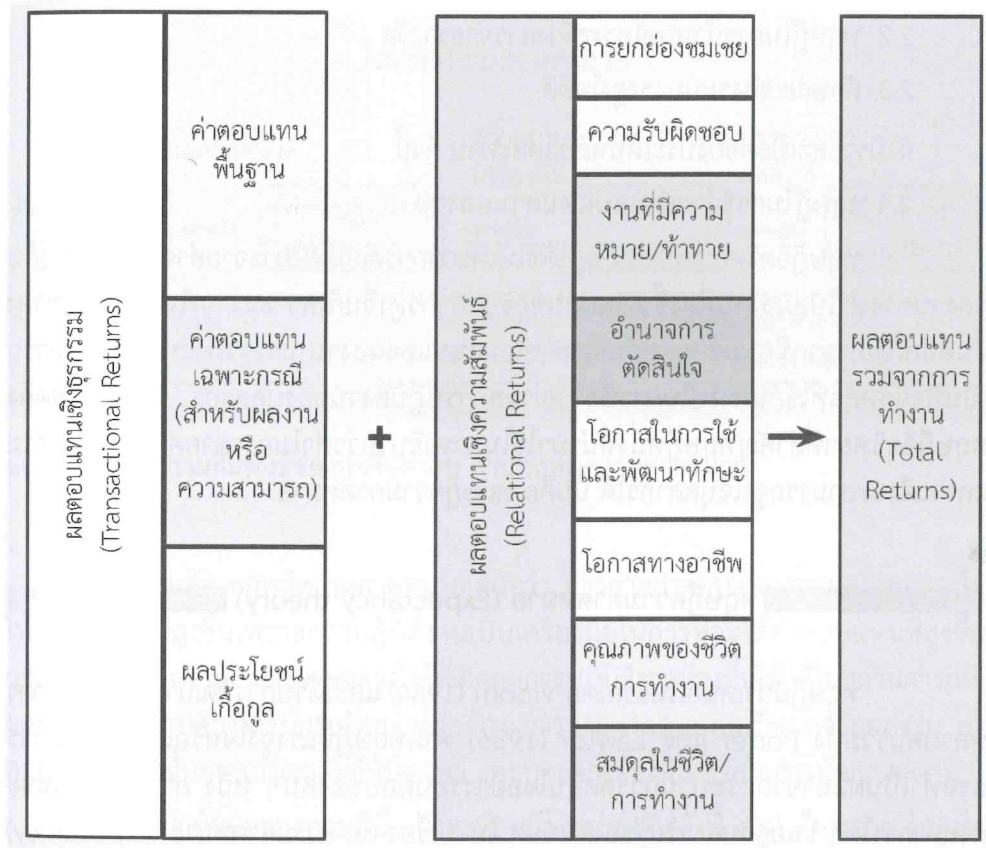 ผลตอบแทนเชิงธุรกรรม
(Transactional Returns)
ค่าตอบแทน
พื้นฐาน
ค่าตอบแทน
เฉพาะกรณี
(สำหรับผลงาน
หรือ
ความสามารถ)
ผลประโยชน์
เกื้อกูล
+
ผลตอบแทนเชิงความสัมพันธ์
(Relational Returns)
การยกย่องชมเชย
ความรับผิดชอบ
งานที่มีความ
หมาย/ท้าทาย
อำนาจการ
ตัดสินใจ
โอกาสในการใช้
และพัฒนาทักษะ
โอกาสทางอาชีพ
คุณภาพของชีวิต
การทำงาน
สมดุลในชีวิต/
การทำงาน
ผลตอบแทน
รวมจากการ
ทำงาน
(Total
Returns)